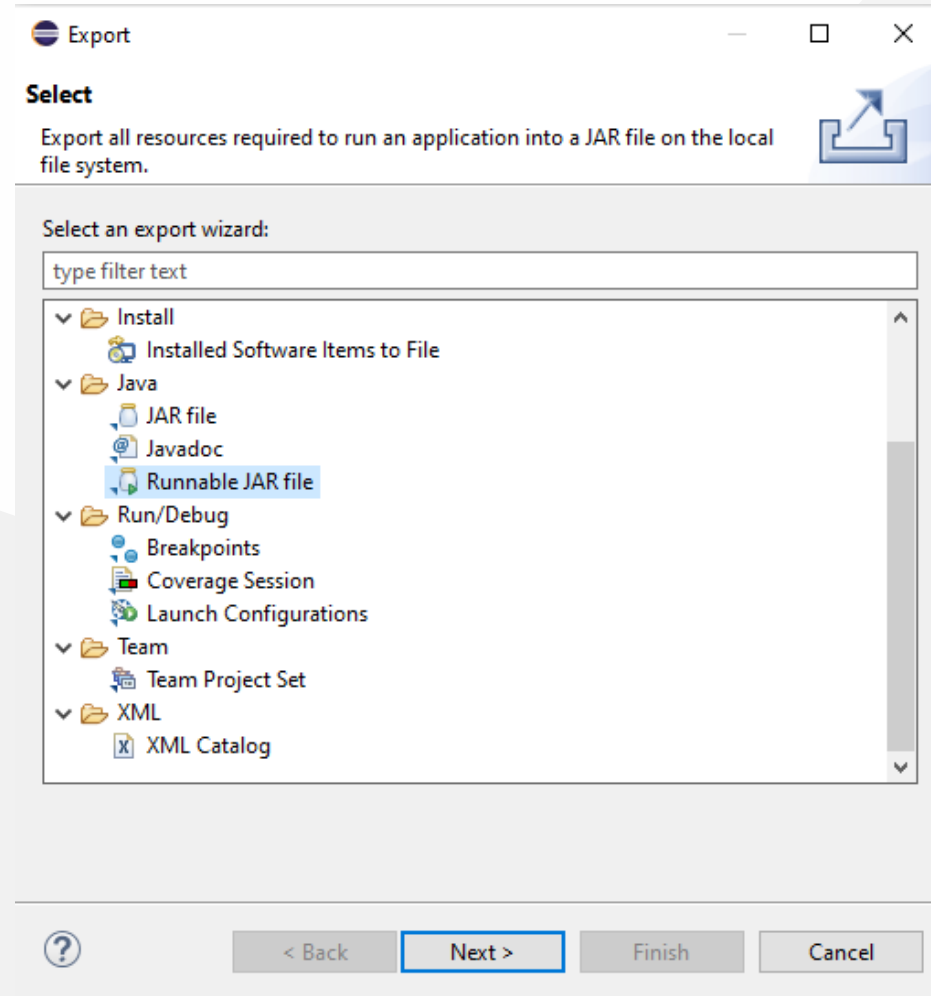 Export
Select
Export all resources required to run an application into a JAR file on the local
file system.
Select an export wizard:
type filter text
Install
Installed Software Items to File
Java
JAR file
Javadoc
Runnable JAR file
Run/Debug
Breakpoints
Coverage Session
Launch Configurations
Team
Team Project Set
XML
XML Catalog
< Back Next > Finish Cancel